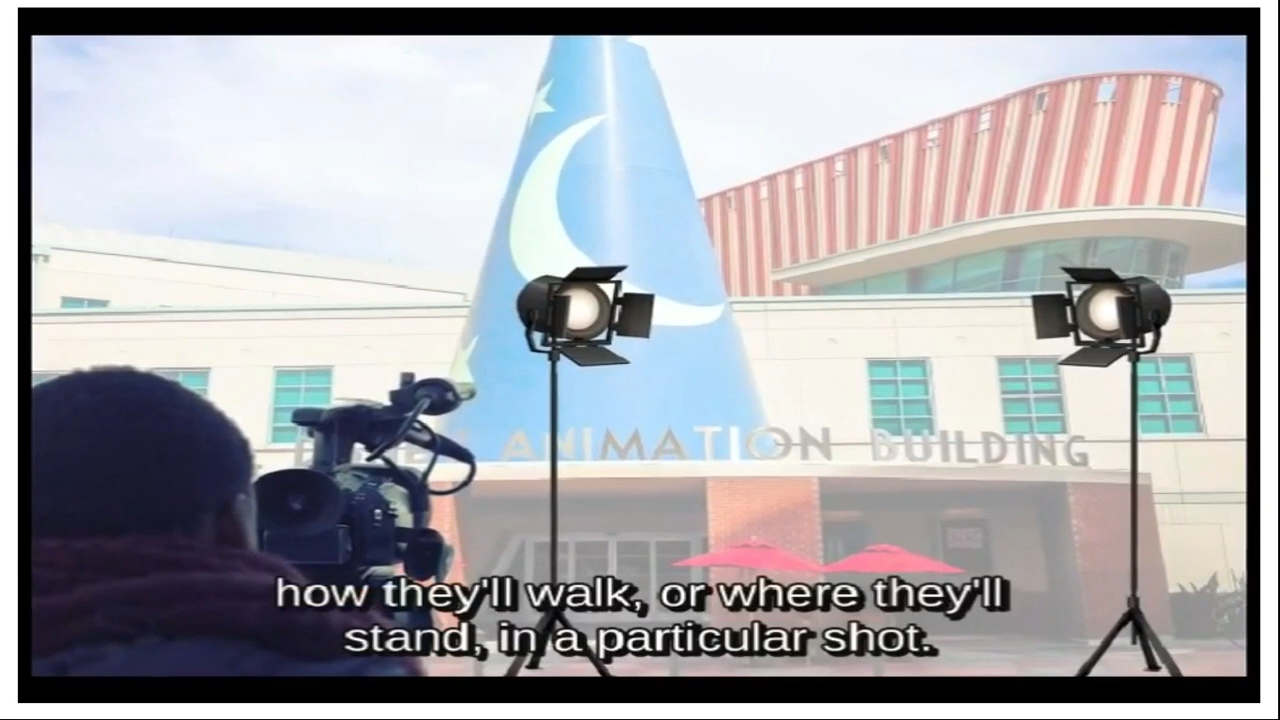 ANIMATION BUILDING
how they'll walk, or where they'll
stand, in a particular shot.